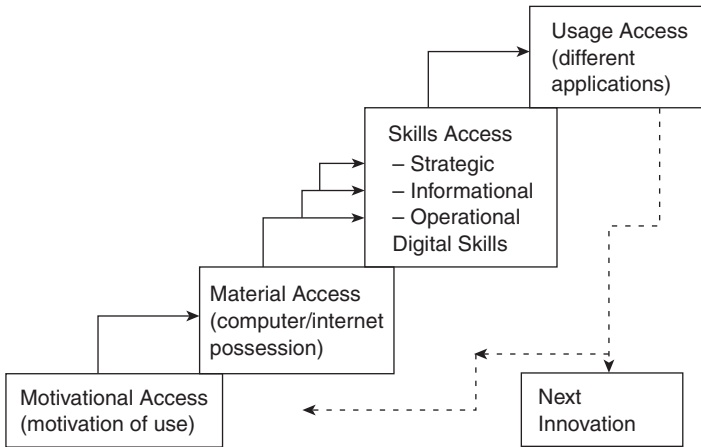 Usage Access
(different
applications)
Skills Access
– Strategic
– Informational
– Operational
Digital Skills
Material Access
(computer/internet
possession)
Motivational Access
(motivation of use)
Next
Innovation